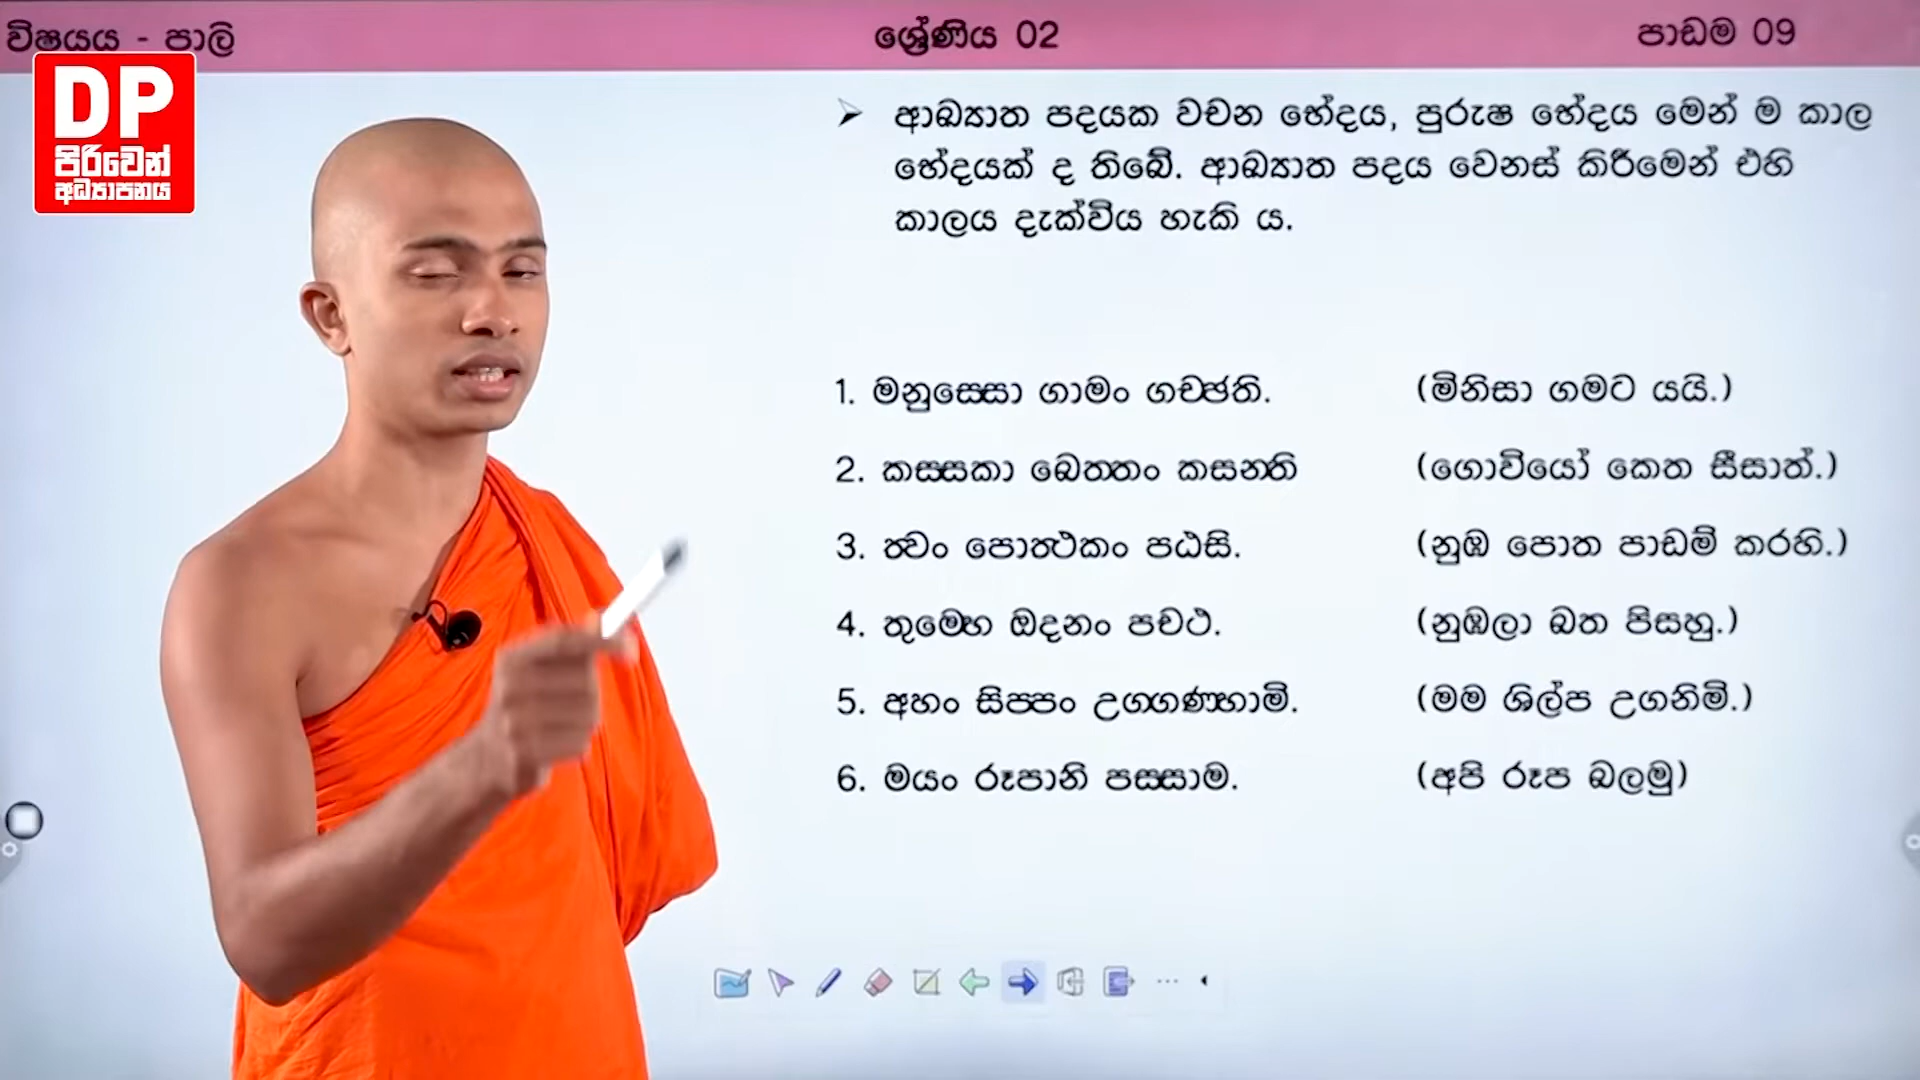 විෂයය - පාලි
ශ්‍රේණිය 02
පාඩම 09
DP
පිරිවෙන්
අධ්‍යාපනය
➢ ආඛ්‍යාත පදයක වචන භේදය, පුරුෂ භේදය මෙන් ම කාල
භේදයක් ද තිබේ. ආඛ්‍යාත පදය වෙනස් කිරීමෙන් එහි
කාලය දැක්විය හැකි ය.
1. මනුස‍්සො ගාමං ගච‍්ඡති. (මිනිසා ගමට යයි.)
2. කස‍්සකා ඛෙත‍්තං කසන‍්ති (ගොවියෝ කෙත සීසාත්.)
3. ත්‍වං පොත්‍ථකං පඨසි. (නුඹ පොත පාඩම් කරහි.)
4. තුම‍්හෙ ඔදනං පචථ. (නුඹලා බත පිසහු.)
5. අහං සිප‍්පං උග‍්ගණ‍්හාමි. (මම ශිල්ප උගනිමි.)
6. මයං රූපානි පස‍්සාම. (අපි රූප බලමු)